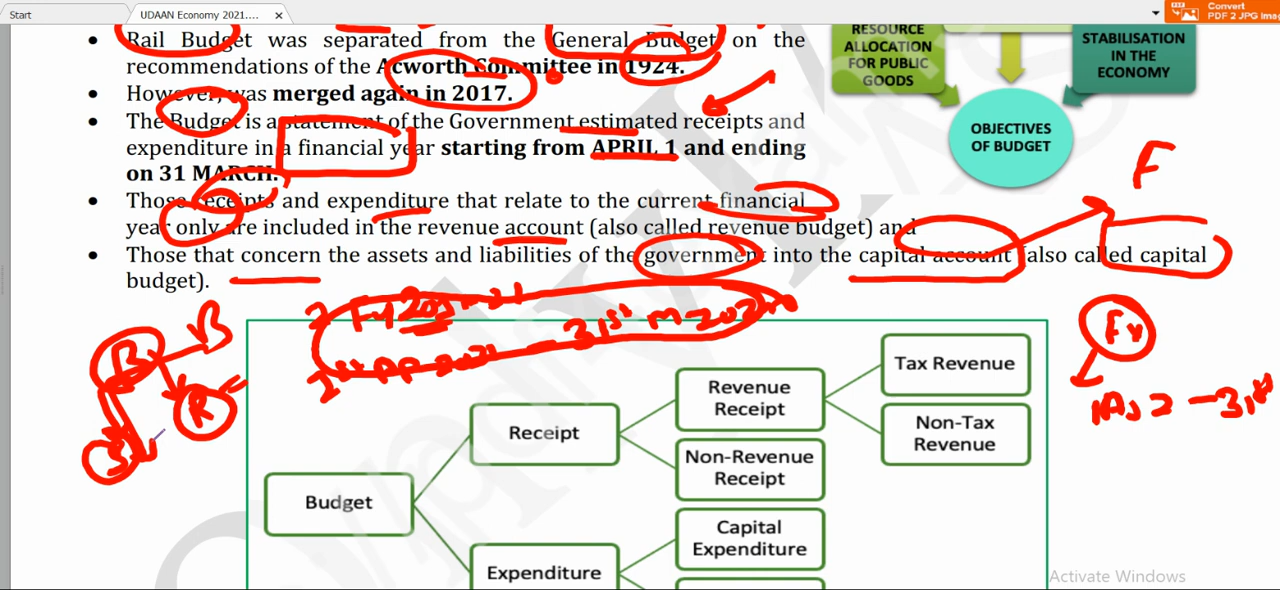 Start
UDAAN Economy 2021....
Convert
PDF 2 JPG Imag
Rail Budget was separated from the General Budget on the
recommendations of the Acworth Committee in 1924.
However, was merged again in 2017.
The Budget is a statement of the Government estimated receipts and
expenditure in a financial year starting from APRIL 1 and ending
on 31 MARCH.
Those receipts and expenditure that relate to the current financial
year only are included in the revenue account (also called revenue budget) and
Those that concern the assets and liabilities of the government into the capital account (also called capital
budget).
RESOURCE
ALLOCATION
FOR PUBLIC
GOODS
STABILISATION
IN THE
ECONOMY
OBJECTIVES
OF BUDGET
F
B
R
Fy
Budget
Receipt
Expenditure
Revenue
Receipt
Non-Revenue
Receipt
Capital
Expenditure
Tax Revenue
Non-Tax
Revenue
Activate Windows